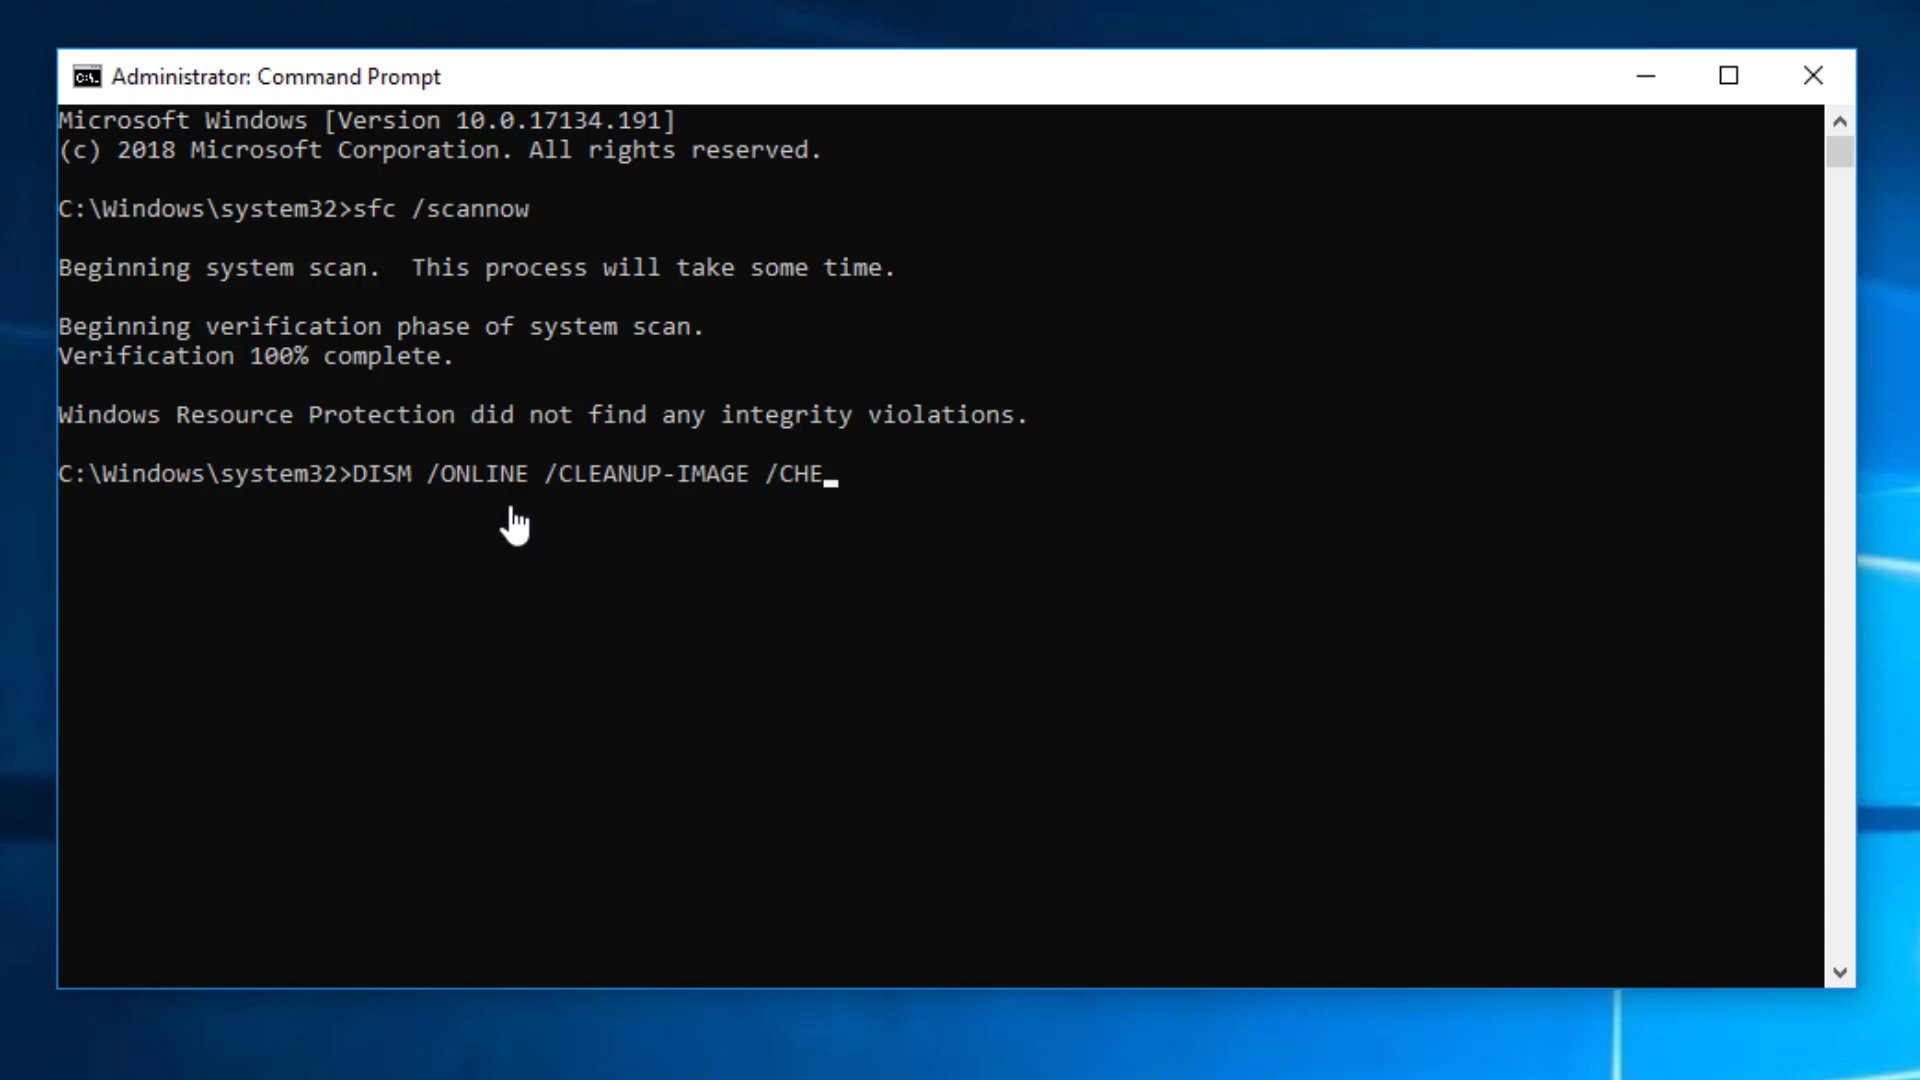 Administrator: Command Prompt
Microsoft Windows [Version 10.0.17134.191]
(c) 2018 Microsoft Corporation. All rights reserved.
C:\Windows\system32>sfc /scannow
Beginning system scan.  This process will take some time.
Beginning verification phase of system scan.
Verification 100% complete.
Windows Resource Protection did not find any integrity violations.
C:\Windows\system32>DISM /ONLINE /CLEANUP-IMAGE /CHE_